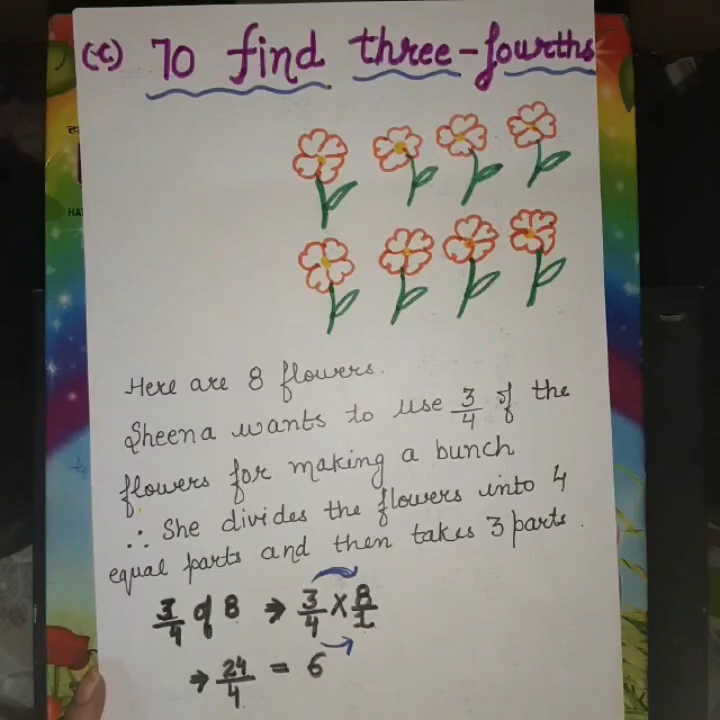 (c) To find three-fourths
Here are 8 flowers.
Sheena wants to use 3/4 of the
flowers for making a bunch
∴ She divides the flowers into 4
equal parts and then takes 3 parts.
3/4 of 8 ⇒ 3/4 × 8/1
⇒ 24/4 = 6